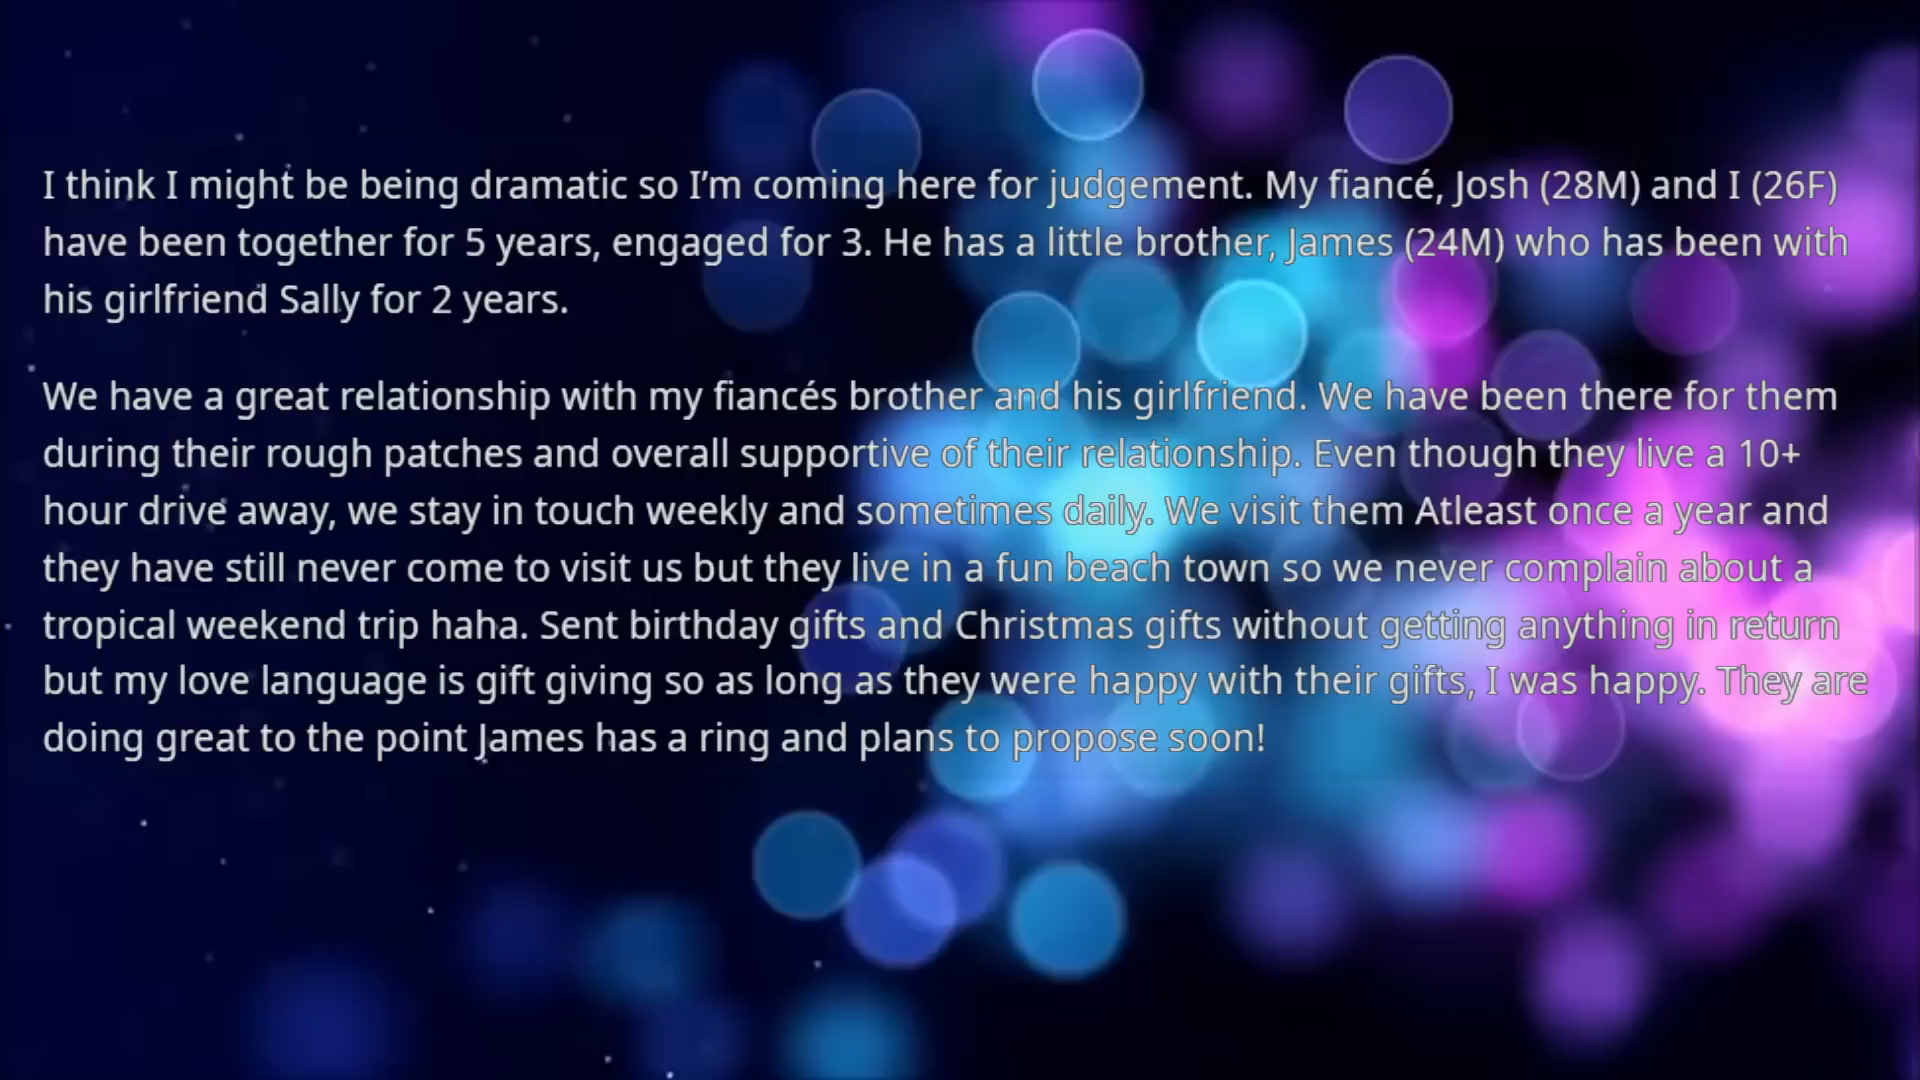 I think I might be being dramatic so I’m coming here for judgement. My fiancé, Josh (28M) and I (26F)
have been together for 5 years, engaged for 3. He has a little brother, James (24M) who has been with
his girlfriend Sally for 2 years.
We have a great relationship with my fiancés brother and his girlfriend. We have been there for them
during their rough patches and overall supportive of their relationship. Even though they live a 10+
hour drive away, we stay in touch weekly and sometimes daily. We visit them Atleast once a year and
they have still never come to visit us but they live in a fun beach town so we never complain about a
tropical weekend trip haha. Sent birthday gifts and Christmas gifts without getting anything in return
but my love language is gift giving so as long as they were happy with their gifts, I was happy. They are
doing great to the point James has a ring and plans to propose soon!